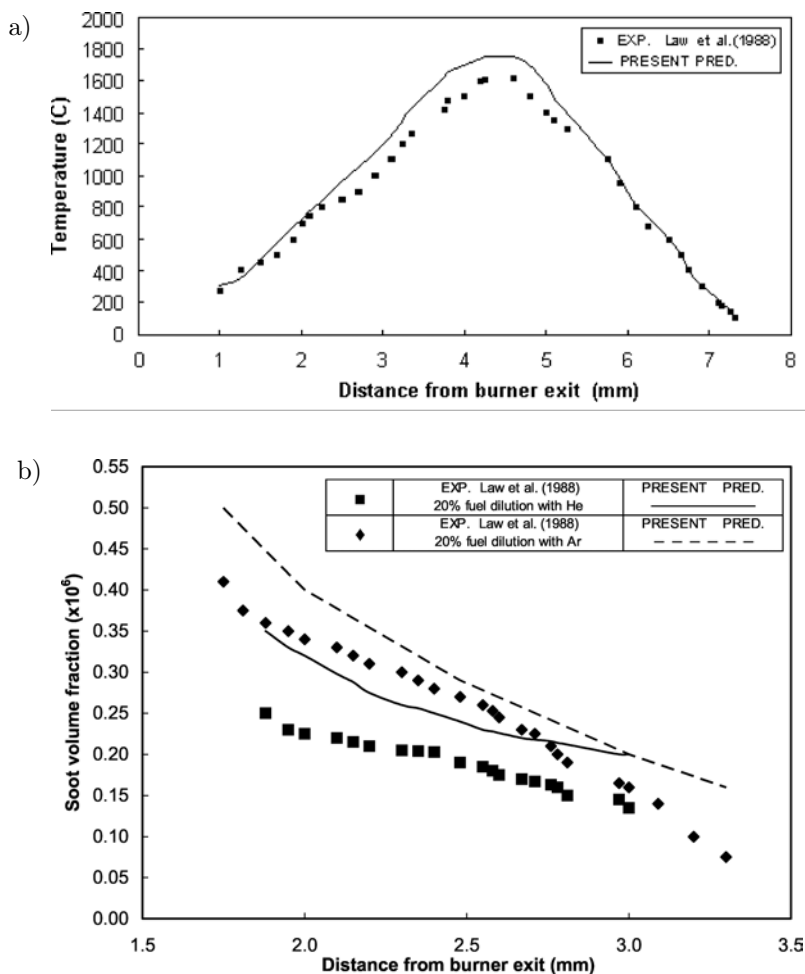 a)
2000
1800
1600
1400
1200
1000
800
600
400
200
0
Temperature (C)
EXP. Law et al.(1988)
PRESENT PRED.
0 1 2 3 4 5 6 7 8
Distance from burner exit (mm)
b)
0.55
0.50
0.45
0.40
0.35
0.30
0.25
0.20
0.15
0.10
0.05
0.00
Soot volume fraction (x10⁶)
EXP. Law et al. (1988) PRESENT PRED.
20% fuel dilution with He
EXP. Law et al. (1988) PRESENT PRED.
20% fuel dilution with Ar
1.5 2.0 2.5 3.0 3.5
Distance from burner exit (mm)